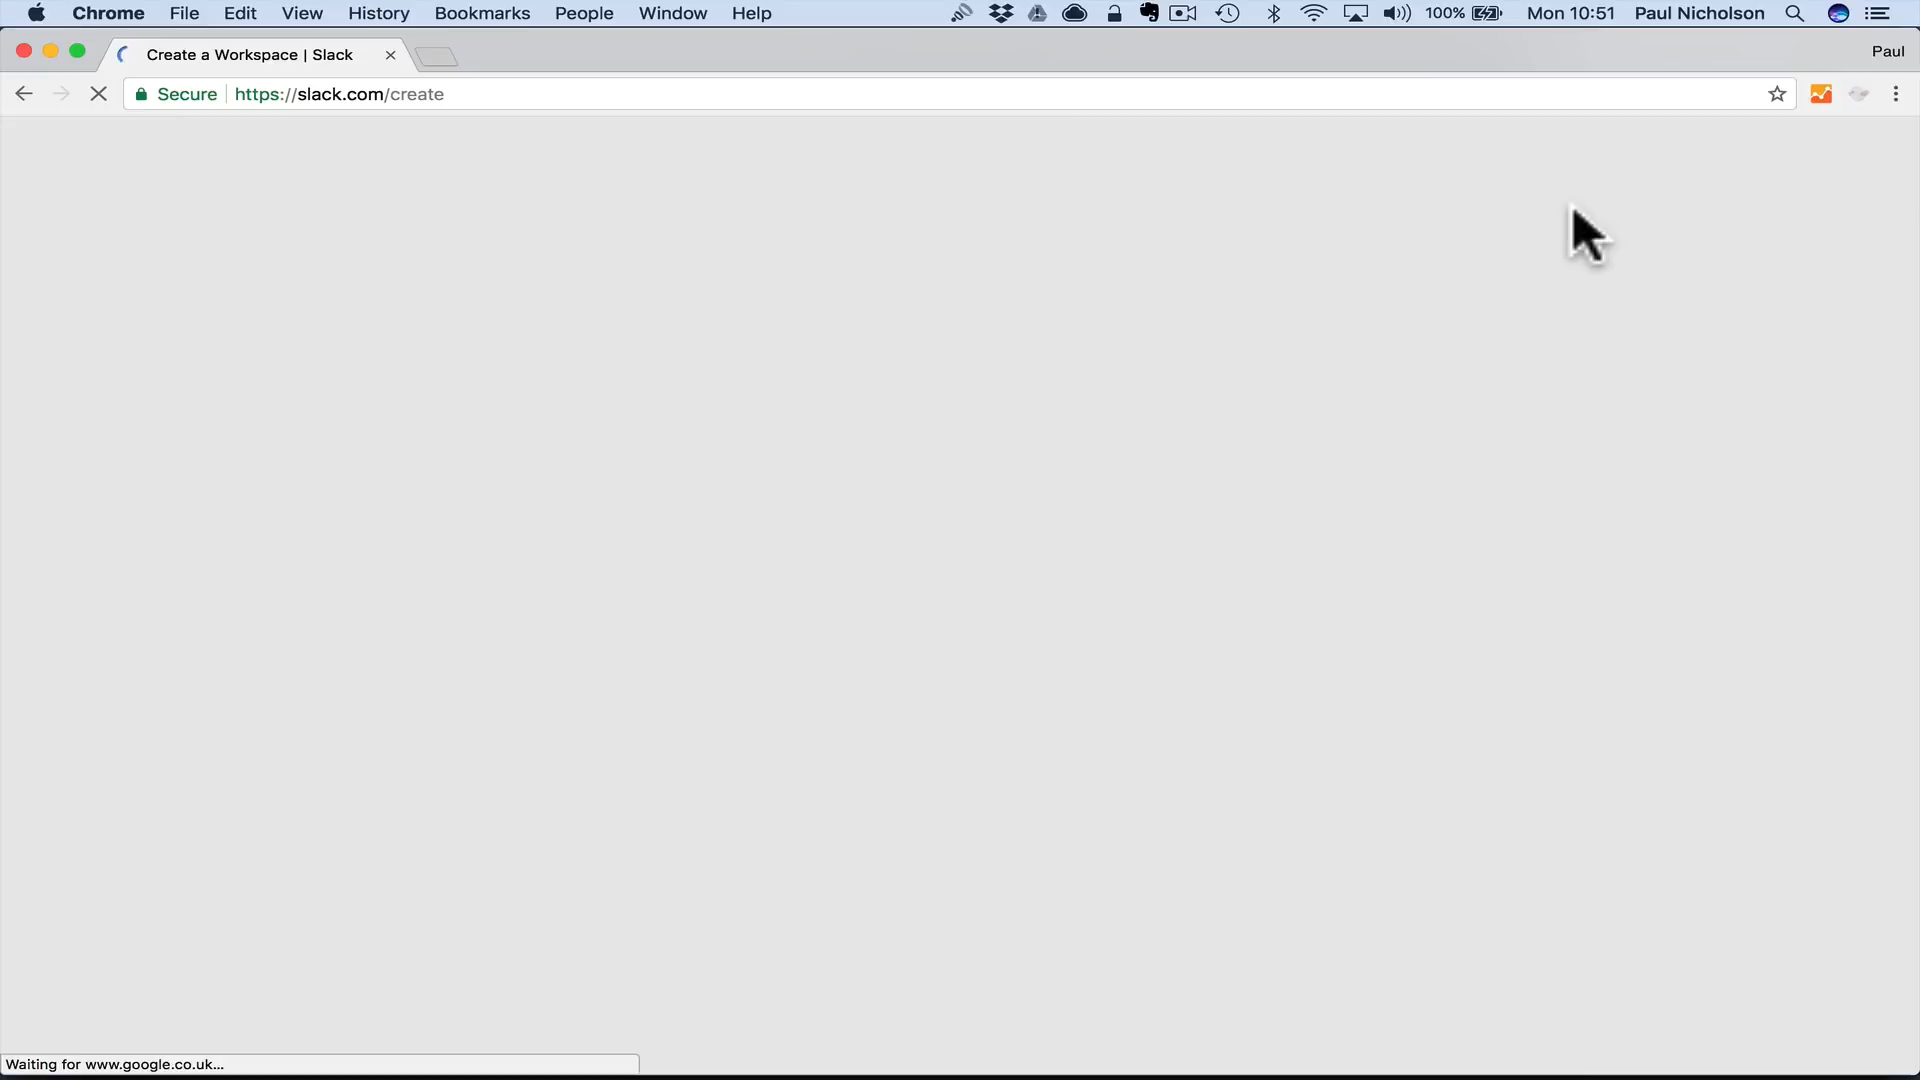 Chrome File Edit View History Bookmarks People Window Help 100% Mon 10:51 Paul Nicholson
Create a Workspace | Slack Paul
Secure https://slack.com/create
Waiting for www.google.co.uk...